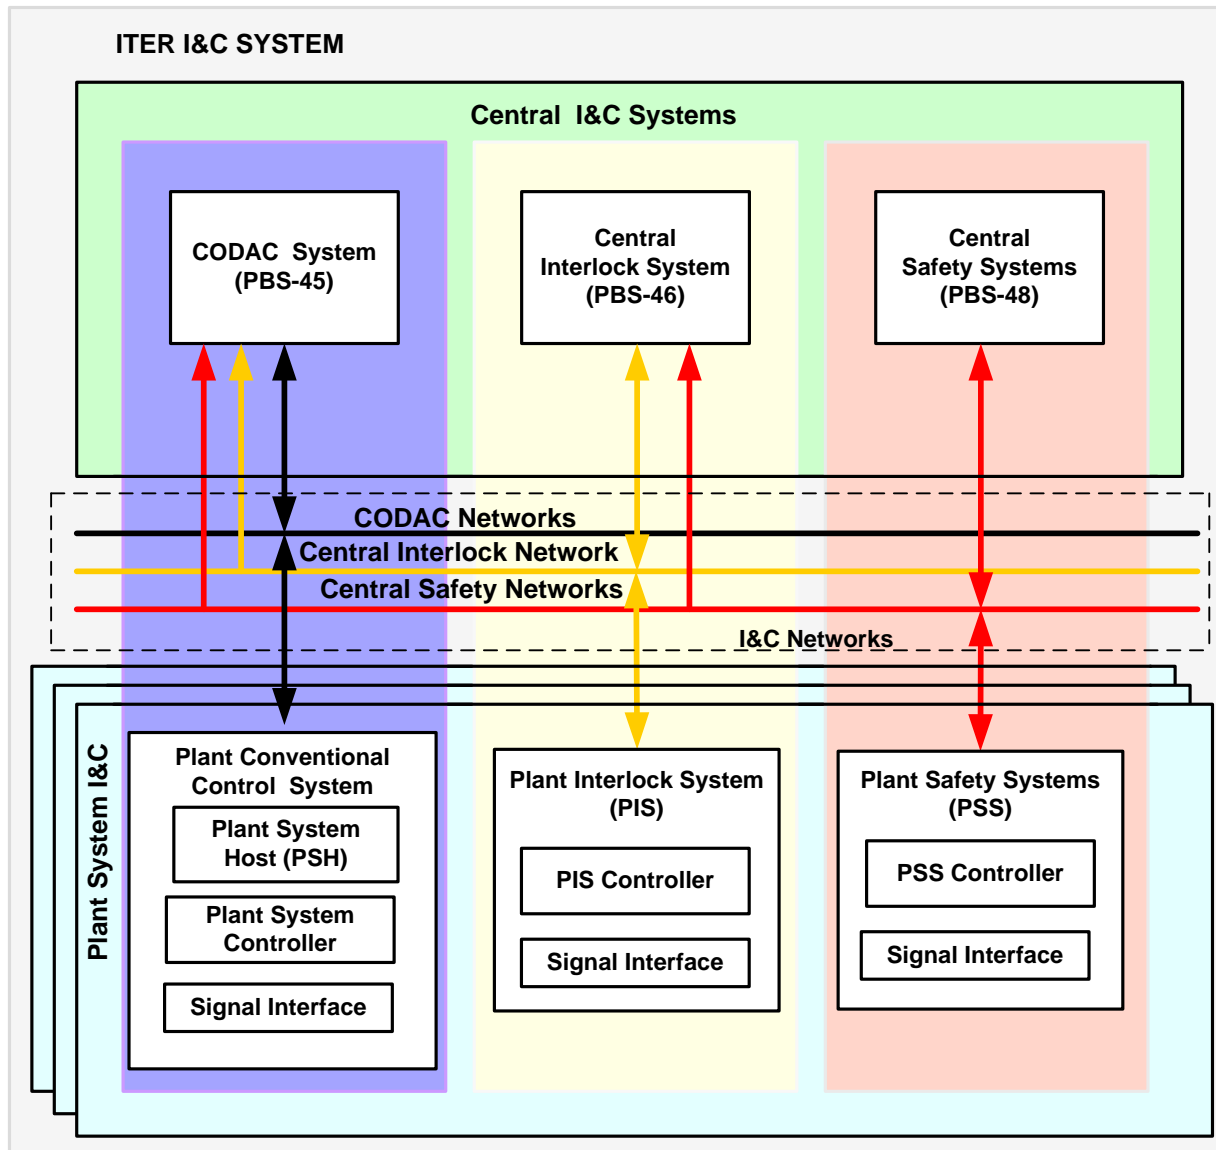 ITER I&C SYSTEM
Central I&C Systems
CODAC System
(PBS-45)
Central
Interlock System
(PBS-46)
Central
Safety Systems
(PBS-48)
CODAC Networks
Central Interlock Network
Central Safety Networks
I&C Networks
Plant System I&C
Plant Conventional
Control System
Plant System
Host (PSH)
Plant System
Controller
Signal Interface
Plant Interlock System
(PIS)
PIS Controller
Signal Interface
Plant Safety Systems
(PSS)
PSS Controller
Signal Interface